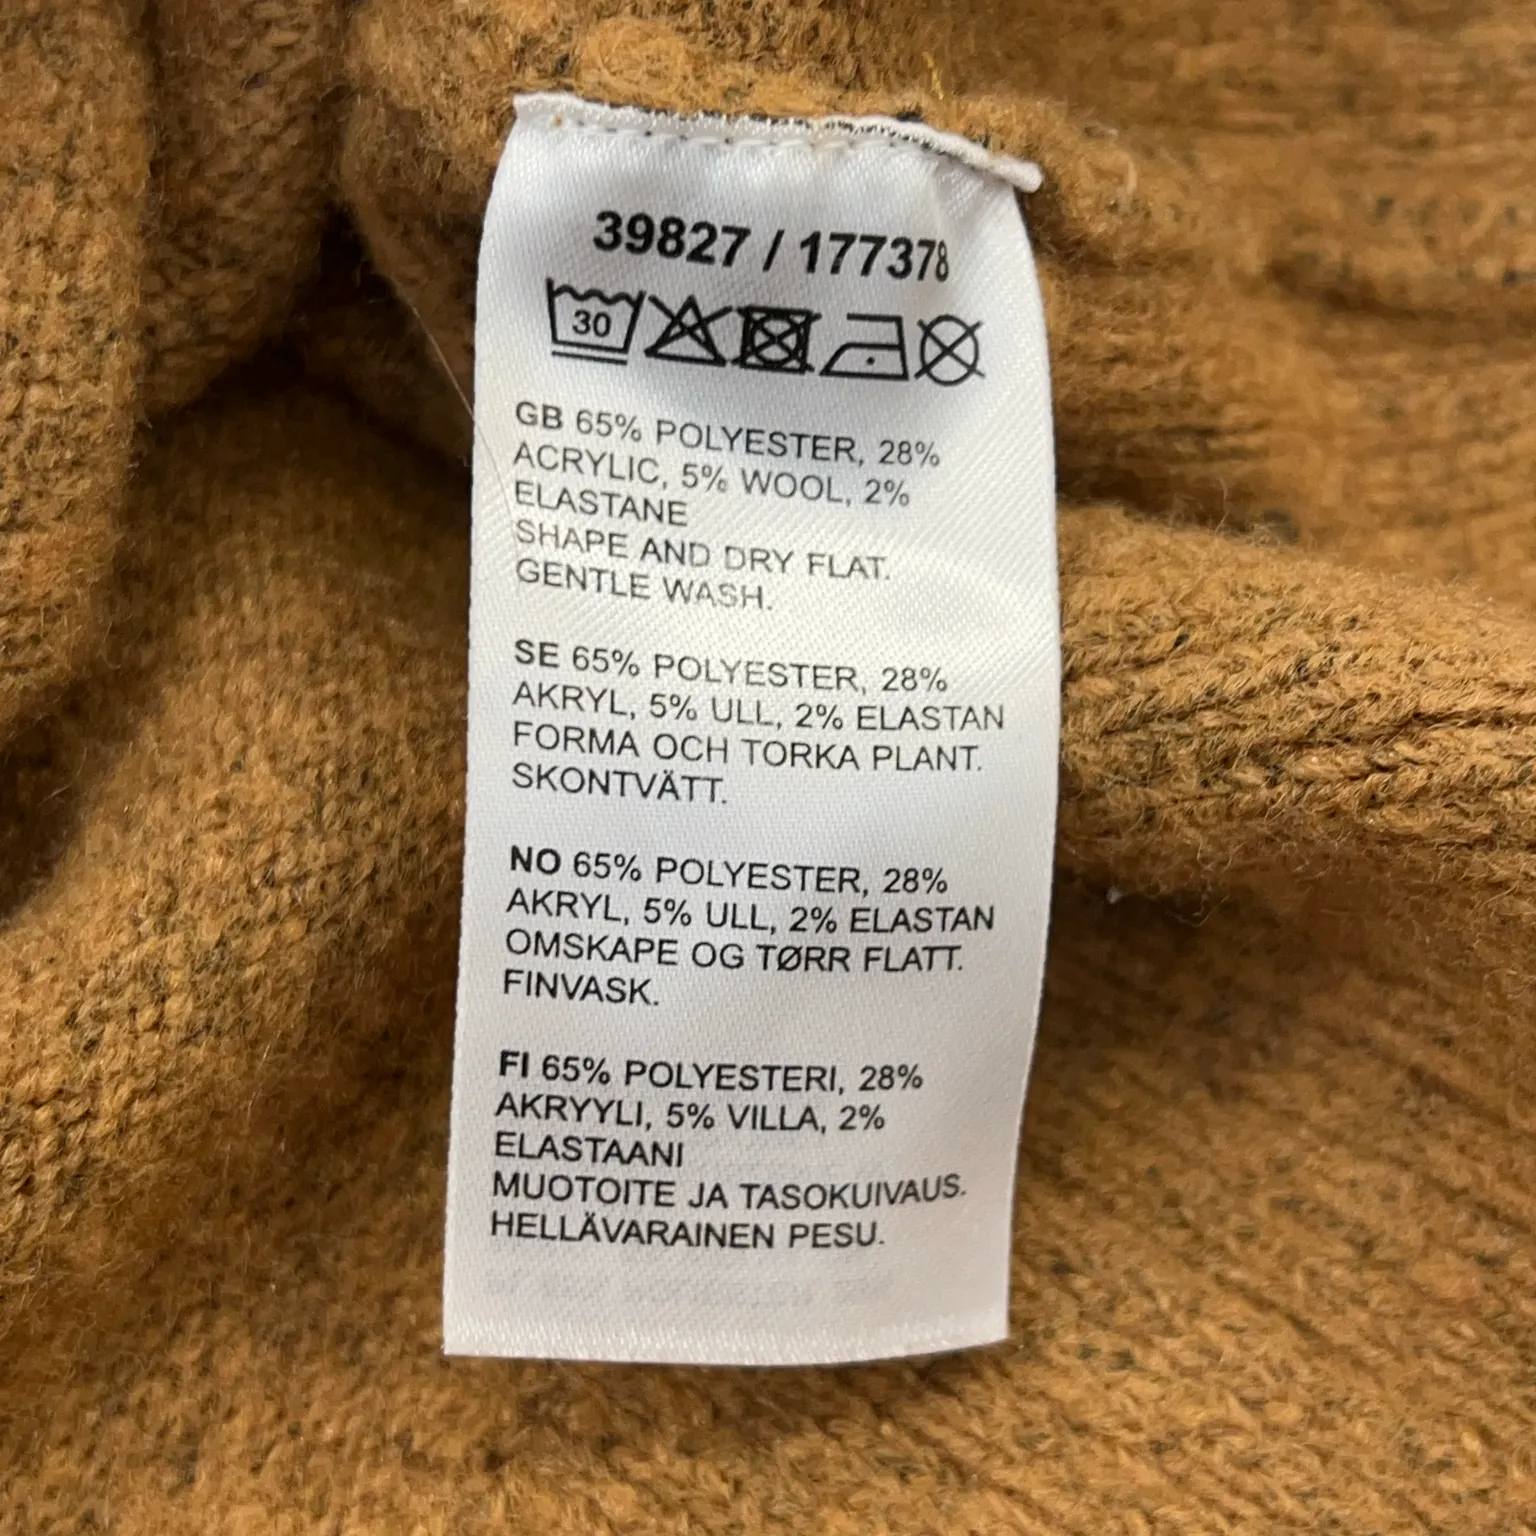 39827 / 177378
30
GB 65% POLYESTER, 28%
ACRYLIC, 5% WOOL, 2%
ELASTANE
SHAPE AND DRY FLAT.
GENTLE WASH.
SE 65% POLYESTER, 28%
AKRYL, 5% ULL, 2% ELASTAN
FORMA OCH TORKA PLANT.
SKONTVÄTT.
NO 65% POLYESTER, 28%
AKRYL, 5% ULL, 2% ELASTAN
OMSKAPE OG TØRR FLATT.
FINVASK.
FI 65% POLYESTERI, 28%
AKRYYLI, 5% VILLA, 2%
ELASTAANI
MUOTOITE JA TASOKUIVAUS.
HELLÄVARAINEN PESU.